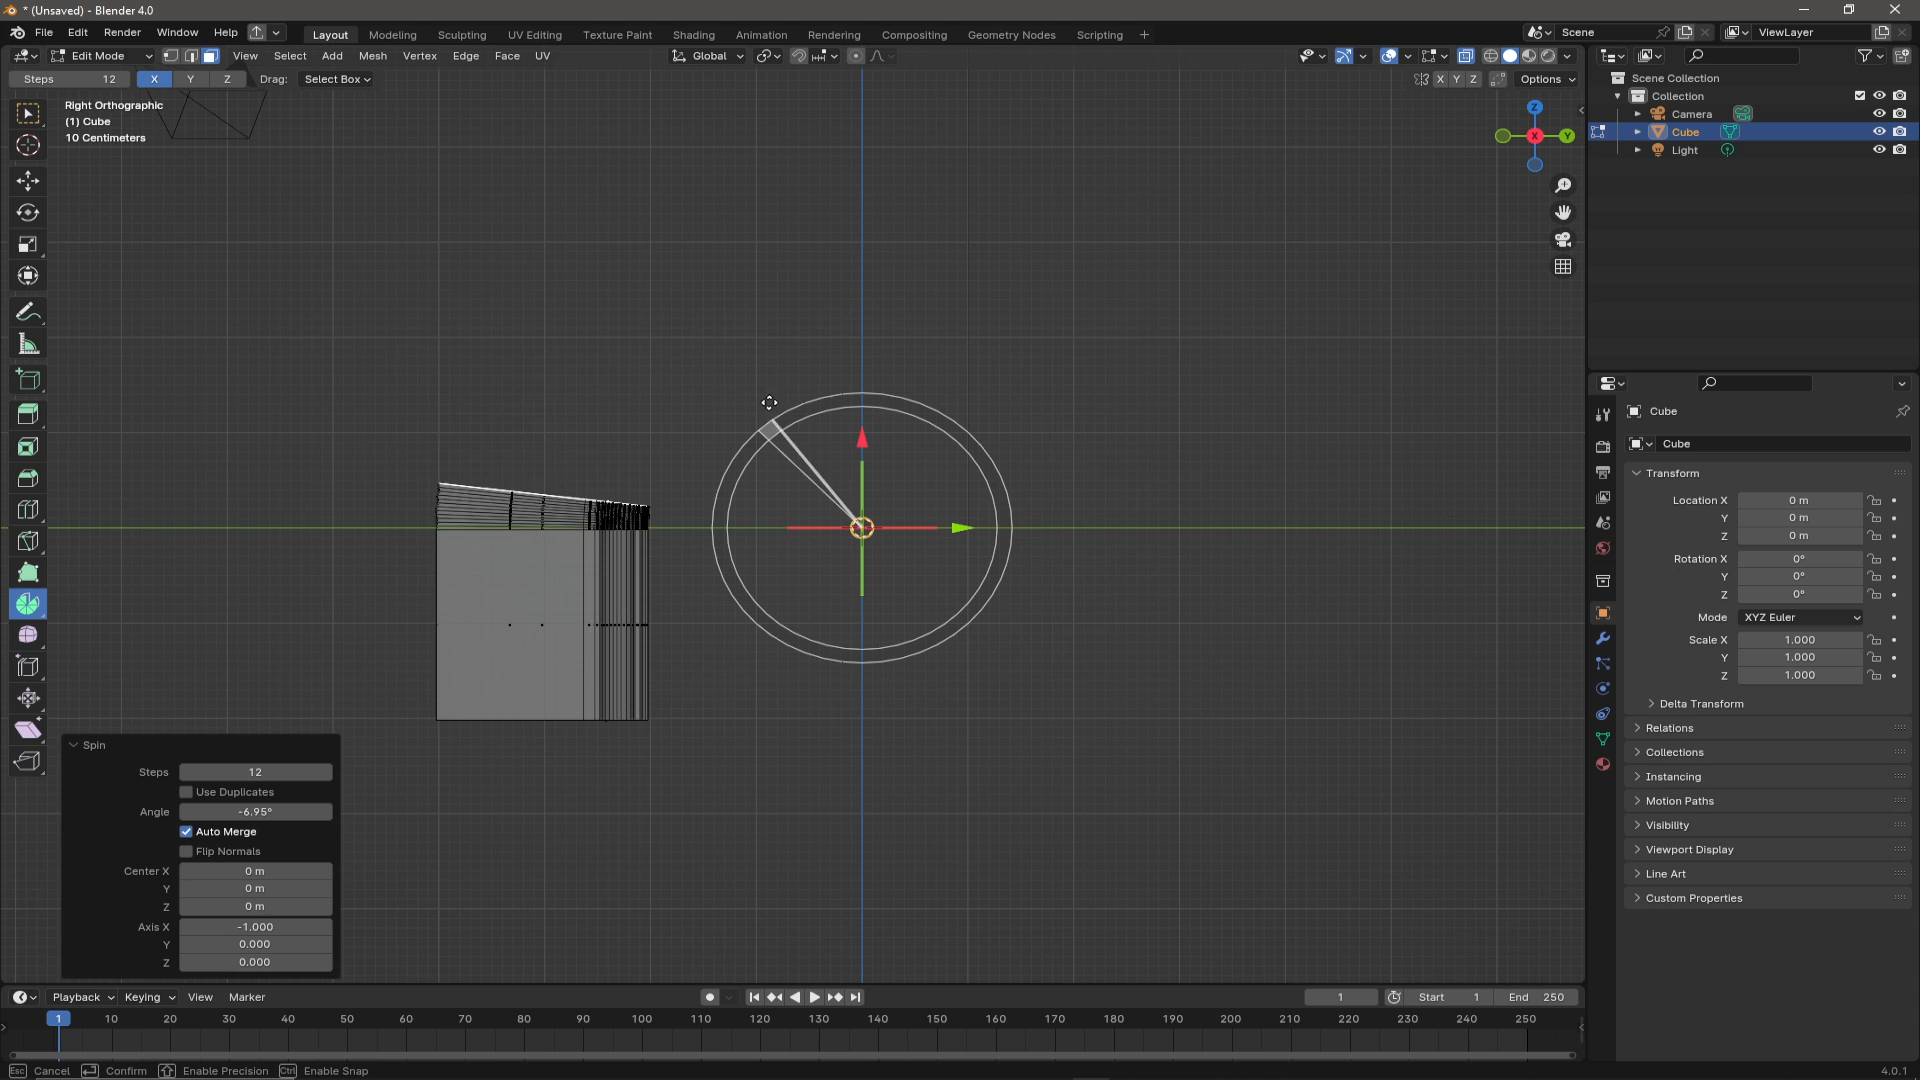 * (Unsaved) - Blender 4.0
File Edit Render Window Help
Layout Modeling Sculpting UV Editing Texture Paint Shading Animation Rendering Compositing Geometry Nodes Scripting +
Scene
ViewLayer
Edit Mode View Select Add Mesh Vertex Edge Face UV
Global
Steps 12 X Y Z Drag: Select Box
X Y Z Options
Right Orthographic
(1) Cube
10 Centimeters
Z
X
Y
Scene Collection
Collection
Camera
Cube
Light
Cube
Cube
Transform
Location X 0 m
Y 0 m
Z 0 m
Rotation X 0°
Y 0°
Z 0°
Mode XYZ Euler
Scale X 1.000
Y 1.000
Z 1.000
Delta Transform
Relations
Collections
Instancing
Motion Paths
Visibility
Viewport Display
Line Art
Custom Properties
Spin
Steps 12
Use Duplicates
Angle -6.95°
Auto Merge
Flip Normals
Center X 0 m
Y 0 m
Z 0 m
Axis X -1.000
Y 0.000
Z 0.000
Playback Keying View Marker
1 Start 1 End 250
1 10 20 30 40 50 60 70 80 90 100 110 120 130 140 150 160 170 180 190 200 210 220 230 240 250
Esc Cancel Confirm Enable Precision Ctrl Enable Snap
4.0.1